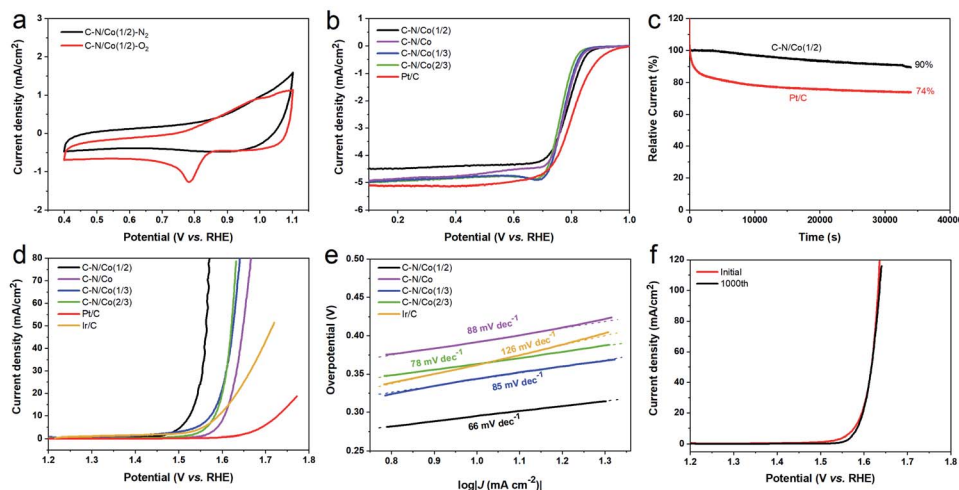 a
C-N/Co(1/2)-N2
C-N/Co(1/2)-O2
Current density (mA/cm2)
2
1
0
-1
-2
0.4 0.5 0.6 0.7 0.8 0.9 1.0 1.1
Potential (V vs. RHE)
b
C-N/Co(1/2)
C-N/Co
C-N/Co(1/3)
C-N/Co(2/3)
Pt/C
Current density (mA/cm2)
1
0
-1
-2
-3
-4
-5
-6
0.2 0.4 0.6 0.8 1.0
Potential (V vs. RHE)
c
C-N/Co(1/2)
90%
74%
Pt/C
Relative Current (%)
120
100
80
60
40
20
0
0 10000 20000 30000 40000
Time (s)
d
C-N/Co(1/2)
C-N/Co
C-N/Co(1/3)
C-N/Co(2/3)
Pt/C
Ir/C
Current density (mA/cm2)
80
70
60
50
40
30
20
10
0
1.2 1.3 1.4 1.5 1.6 1.7 1.8
Potential (V vs. RHE)
e
C-N/Co(1/2)
C-N/Co
C-N/Co(1/3)
C-N/Co(2/3)
Ir/C
88 mV dec-1
78 mV dec-1
126 mV dec-1
85 mV dec-1
66 mV dec-1
Overpotential (V)
0.50
0.45
0.40
0.35
0.30
0.25
0.8 0.9 1.0 1.1 1.2 1.3 1.4
log|J (mA cm-2)|
f
Initial
1000th
Current density (mA/cm2)
120
100
80
60
40
20
0
1.2 1.3 1.4 1.5 1.6 1.7 1.8
Potential (V vs. RHE)